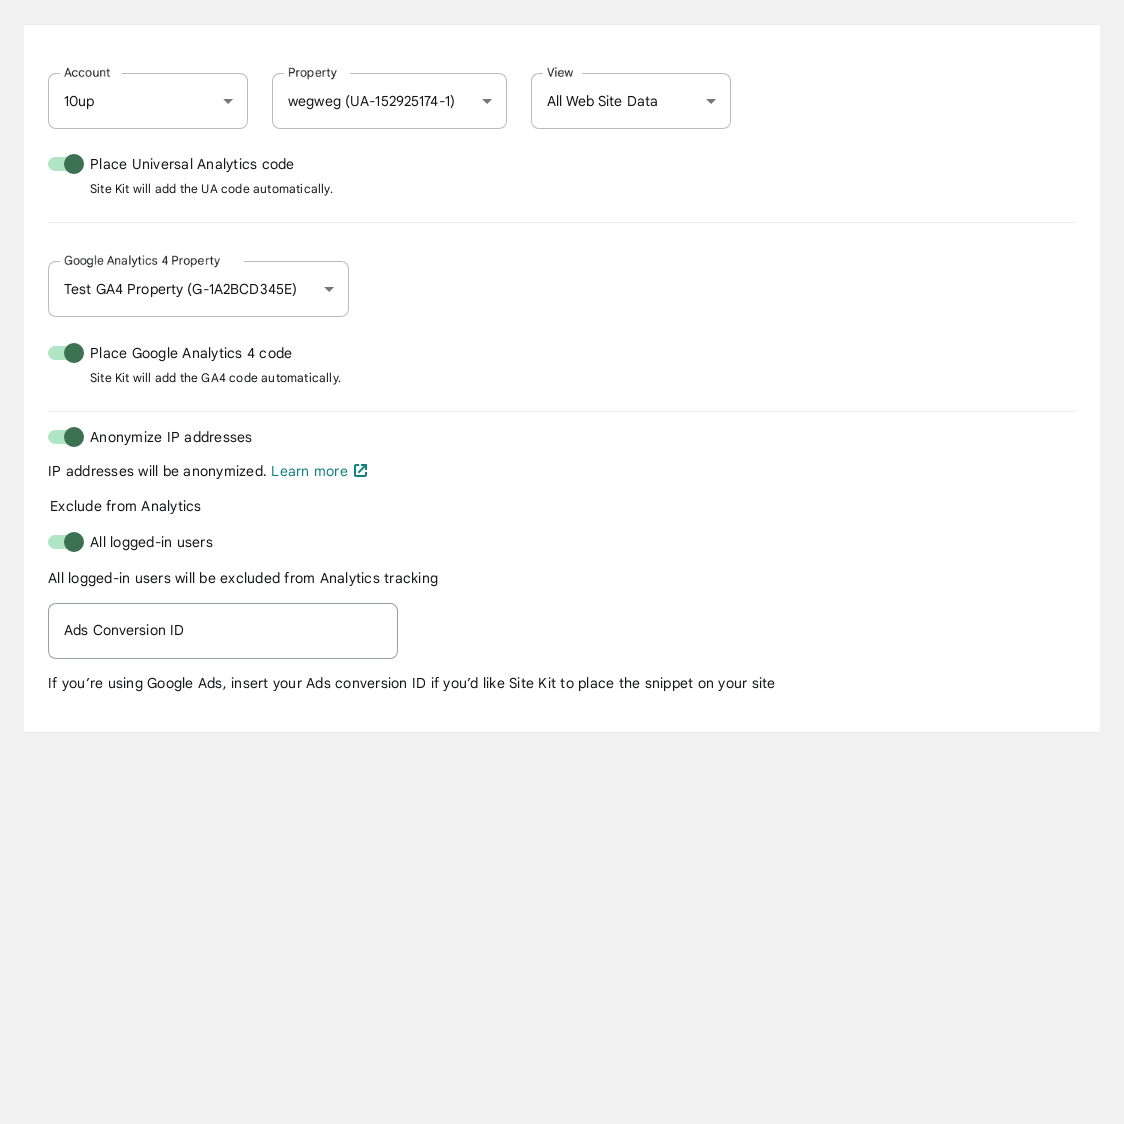 Account
10up
Property
wegweg (UA-152925174-1)
View
All Web Site Data
Place Universal Analytics code
Site Kit will add the UA code automatically.
Google Analytics 4 Property
Test GA4 Property (G-1A2BCD345E)
Place Google Analytics 4 code
Site Kit will add the GA4 code automatically.
Anonymize IP addresses
IP addresses will be anonymized. Learn more
Exclude from Analytics
All logged-in users
All logged-in users will be excluded from Analytics tracking
Ads Conversion ID
If you’re using Google Ads, insert your Ads conversion ID if you’d like Site Kit to place the snippet on your site